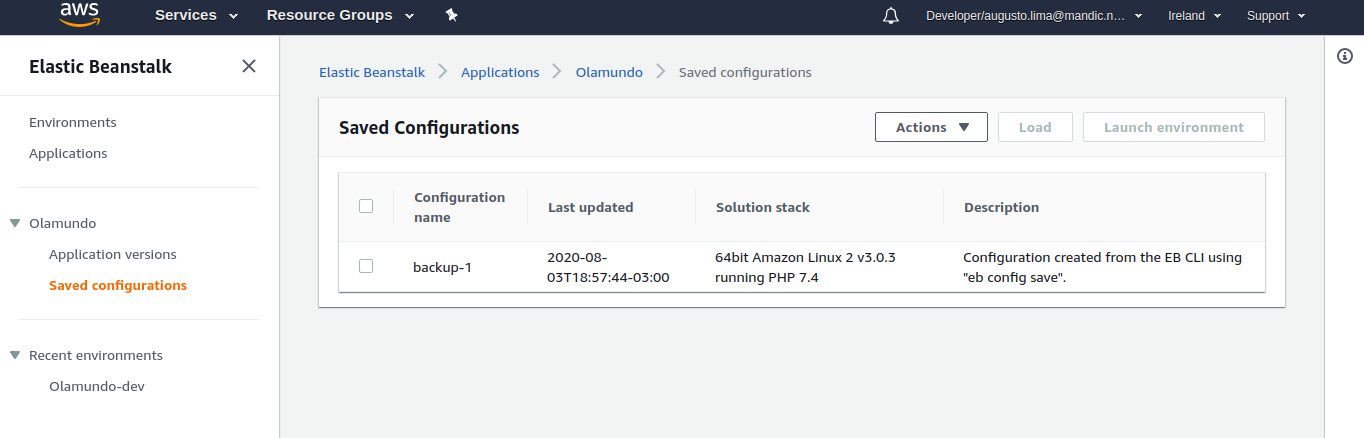 aws
Services
Resource Groups
Developer/augusto.lima@mandic.n...
Ireland
Support
Elastic Beanstalk
Environments
Applications
Olamundo
Application versions
Saved configurations
Recent environments
Olamundo-dev
Elastic Beanstalk
Applications
Olamundo
Saved configurations
Saved Configurations
Actions
Load
Launch environment
Configuration
name
Last updated
Solution stack
Description
backup-1
2020-08-
03T18:57:44-03:00
64bit Amazon Linux 2 v3.0.3
running PHP 7.4
Configuration created from the EB CLI using
"eb config save".